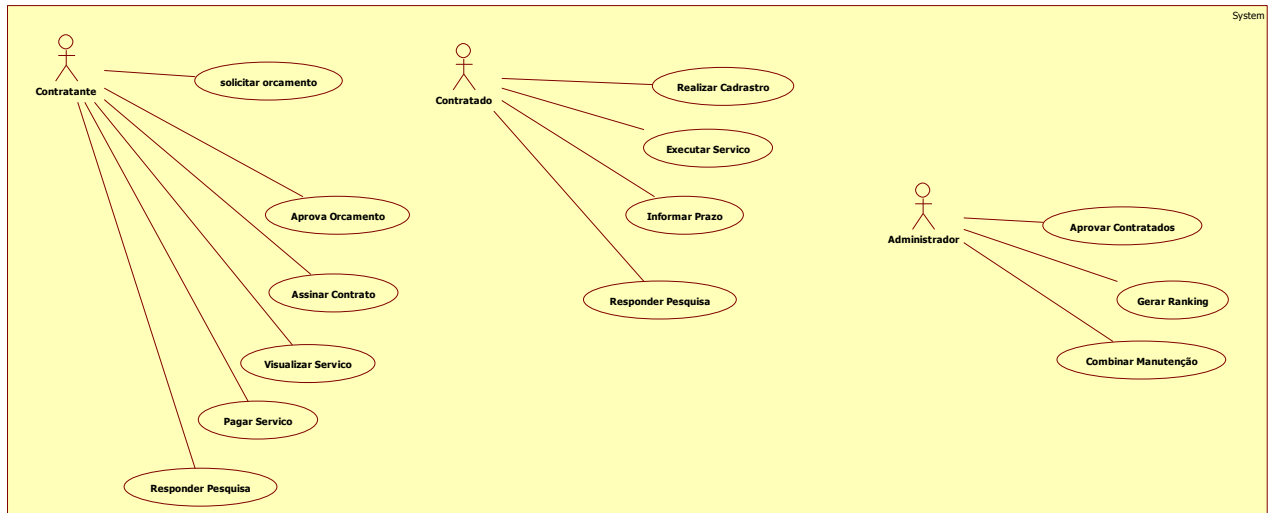 System
Contratante
solicitar orcamento
Aprova Orcamento
Assinar Contrato
Visualizar Servico
Pagar Servico
Responder Pesquisa
Contratado
Realizar Cadrastro
Executar Servico
Informar Prazo
Responder Pesquisa
Administrador
Aprovar Contratados
Gerar Ranking
Combinar Manutenção